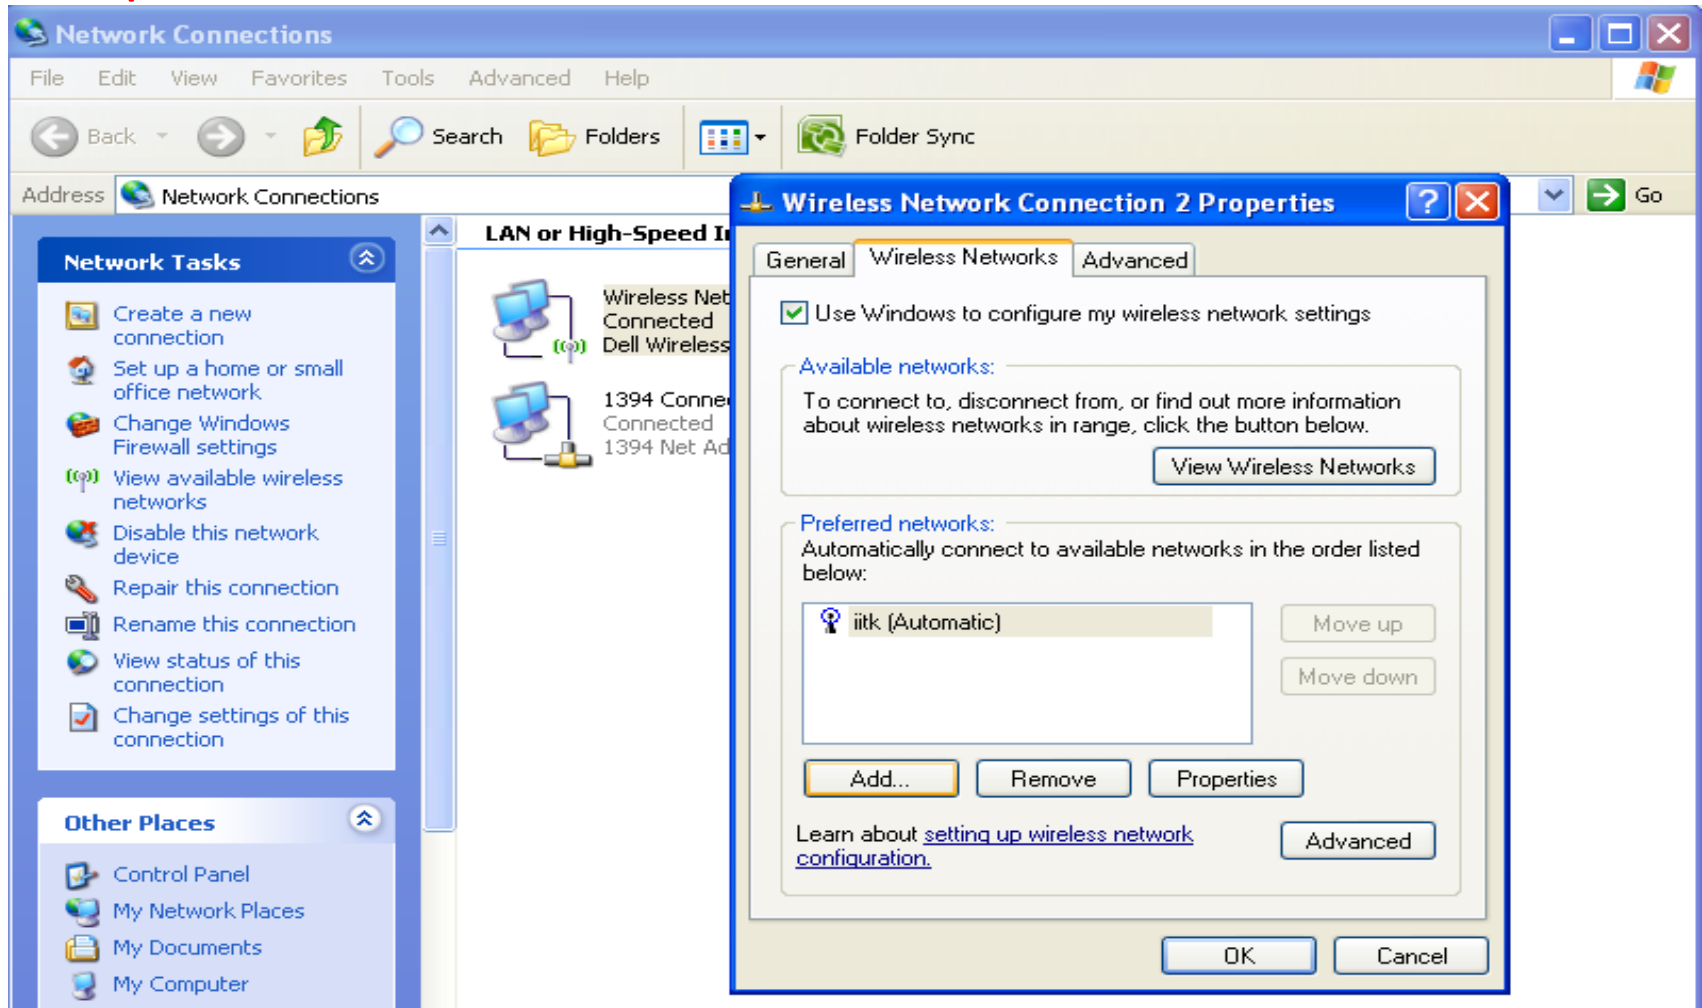 Network Connections
File Edit View Favorites Tools Advanced Help
Back Search Folders Folder Sync
Address Network Connections Go
Network Tasks
Create a new
connection
Set up a home or small
office network
Change Windows
Firewall settings
View available wireless
networks
Disable this network
device
Repair this connection
Rename this connection
View status of this
connection
Change settings of this
connection
Other Places
Control Panel
My Network Places
My Documents
My Computer
LAN or High-Speed
Wireless
Connected
Dell Wireless
1394
Connected
1394 Net
Wireless Network Connection 2 Properties
General Wireless Networks Advanced
Use Windows to configure my wireless network settings
Available networks:
To connect to, disconnect from, or find out more information
about wireless networks in range, click the button below.
View Wireless Networks
Preferred networks:
Automatically connect to available networks in the order listed
below:
iitk (Automatic)
Move up
Move down
Add... Remove Properties
Learn about setting up wireless network
configuration.
Advanced
OK Cancel